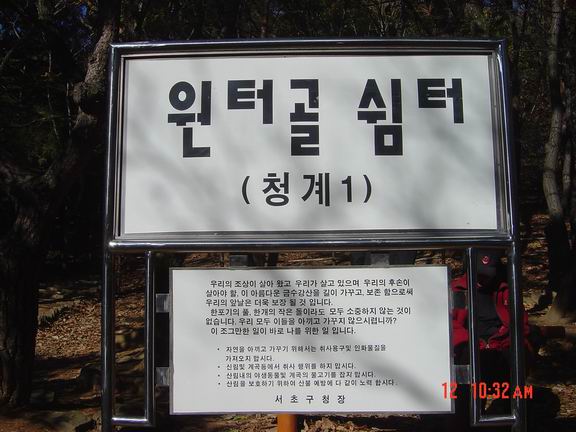 원터골 쉼터
(청계1)
우리의 조상이 살아 왔고 우리가 살고 있으며 우리의 후손이
살아야 할, 이 아름다운 금수강산을 길이 가꾸고, 보존 함으로써
우리의 앞날은 더욱 보장 될 것 입니다.
한포기의 풀, 한개의 작은 돌이라도 모두 소중하지 않는 것이
없습니다. 우리 모두 이들을 아끼고 가꾸지 않으시렵니까?
이 조그만한 일이 바로 나를 위한 일 입니다.
• 자연을 아끼고 가꾸기 위해서는 취사용구및 인화물질을
가져오지 맙시다.
• 산림및 계곡등에서 취사 행위를 하지 맙시다.
• 산림내의 야생동물및 계곡의 물고기를 잡지 맙시다.
• 산림을 보호하기 위하여 산불 예방에 다 같이 노력 합시다.
서초구청장
12 10:32 AM